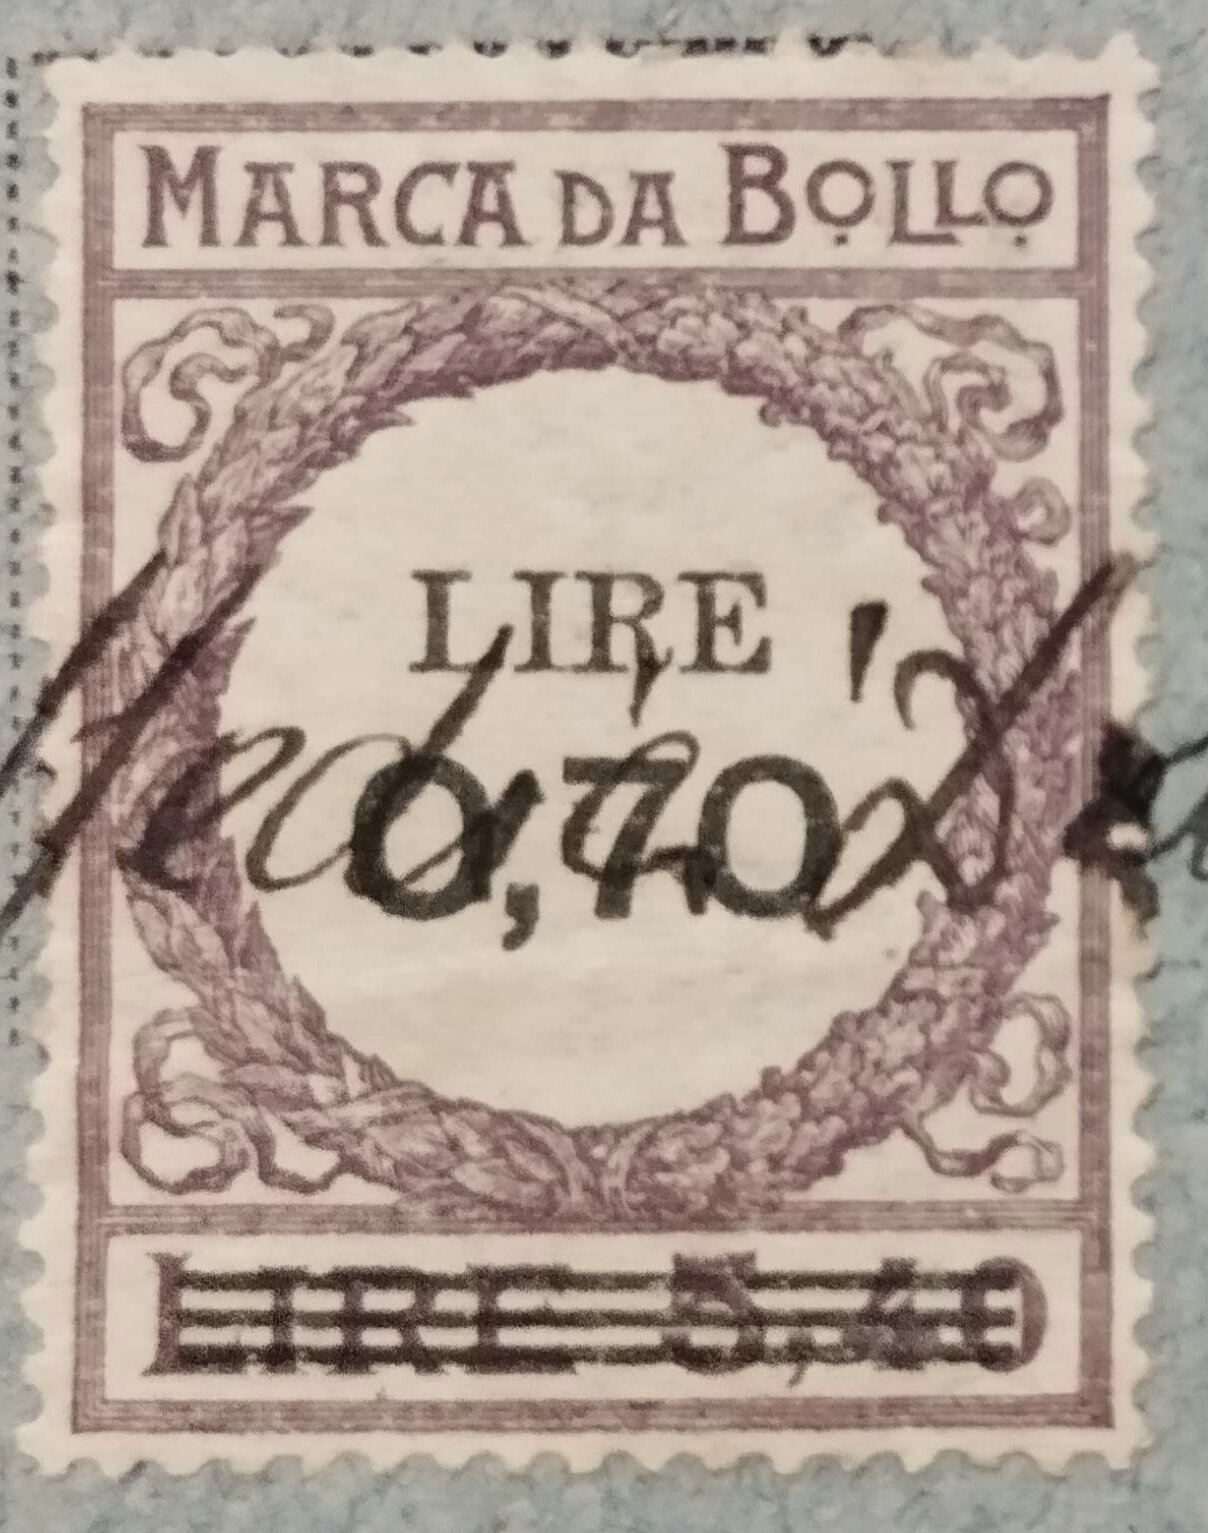 MARCA DA BOLLO
LIRE
0,70
LIRE 5,40